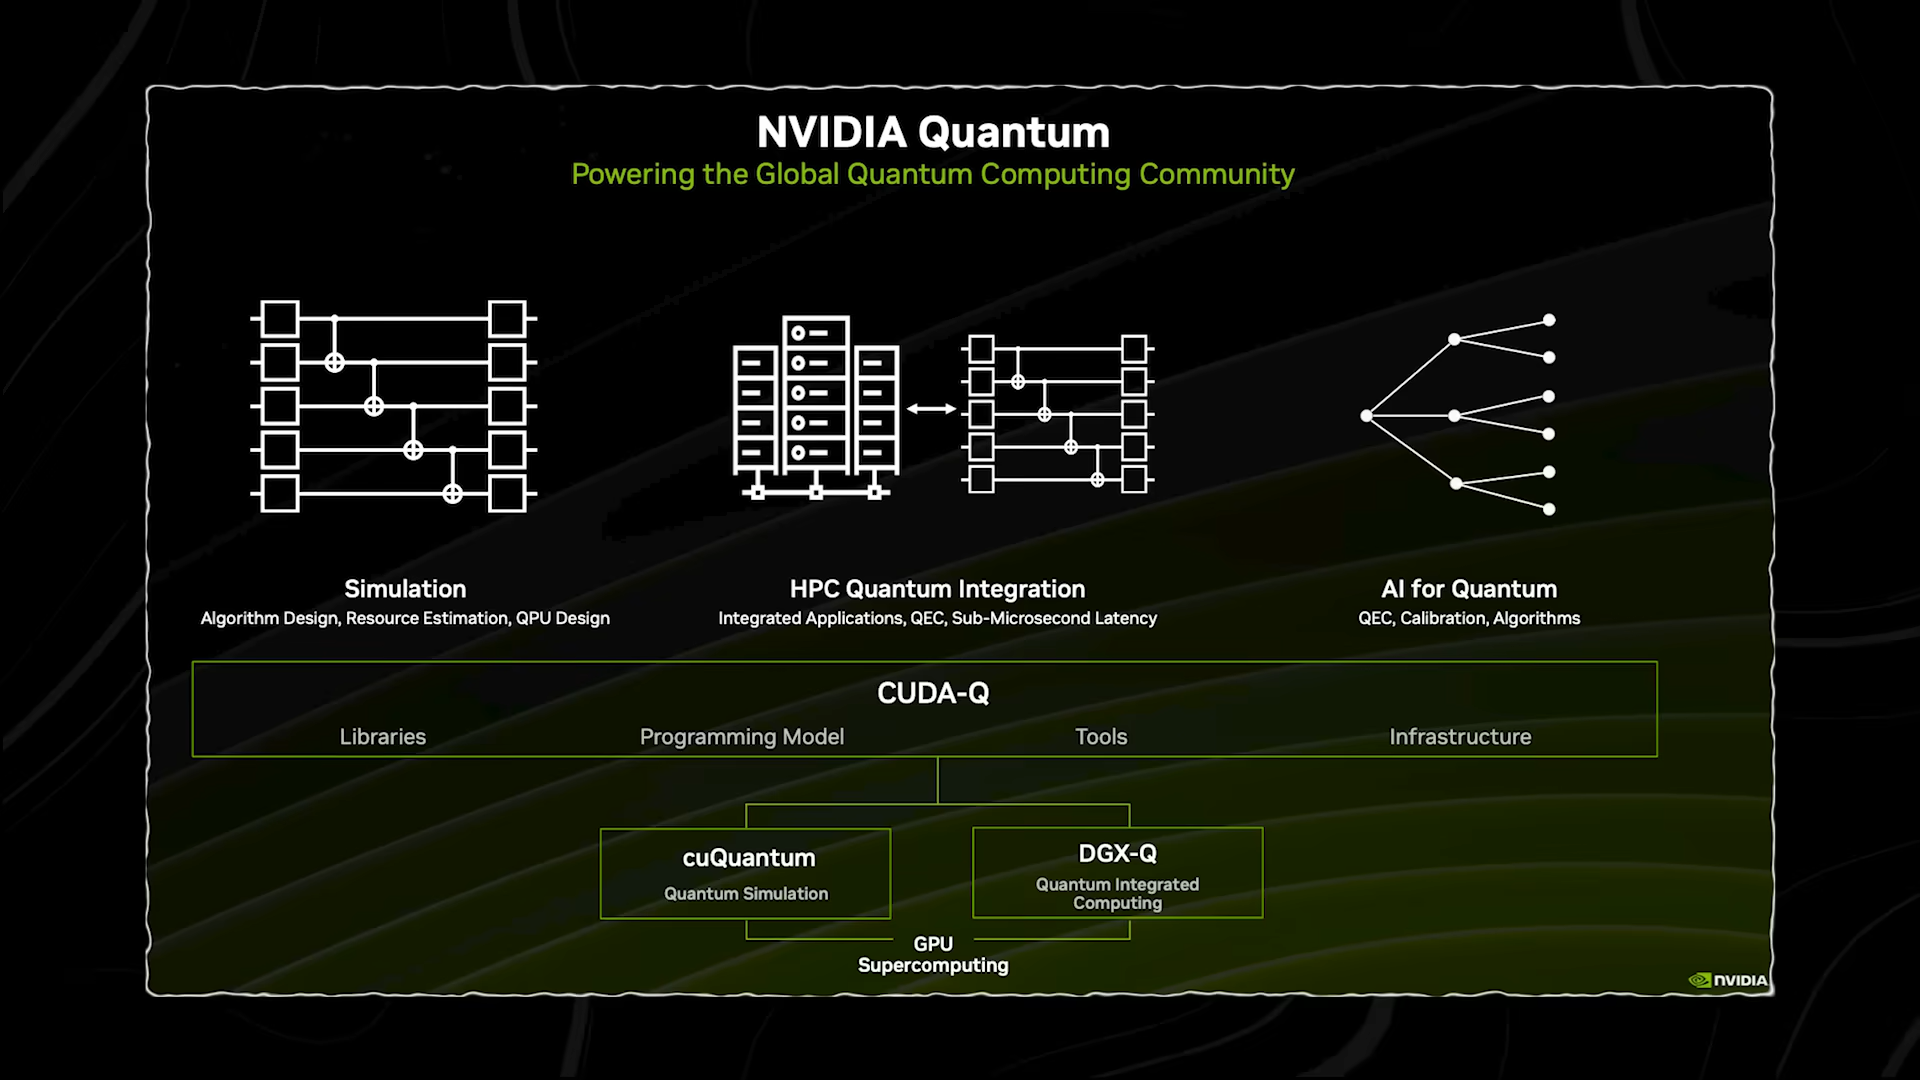 NVIDIA Quantum
Powering the Global Quantum Computing Community
Simulation
Algorithm Design, Resource Estimation, QPU Design
HPC Quantum Integration
Integrated Applications, QEC, Sub-Microsecond Latency
AI for Quantum
QEC, Calibration, Algorithms
CUDA-Q
Libraries
Programming Model
Tools
Infrastructure
cuQuantum
Quantum Simulation
DGX-Q
Quantum Integrated
Computing
GPU
Supercomputing
NVIDIA